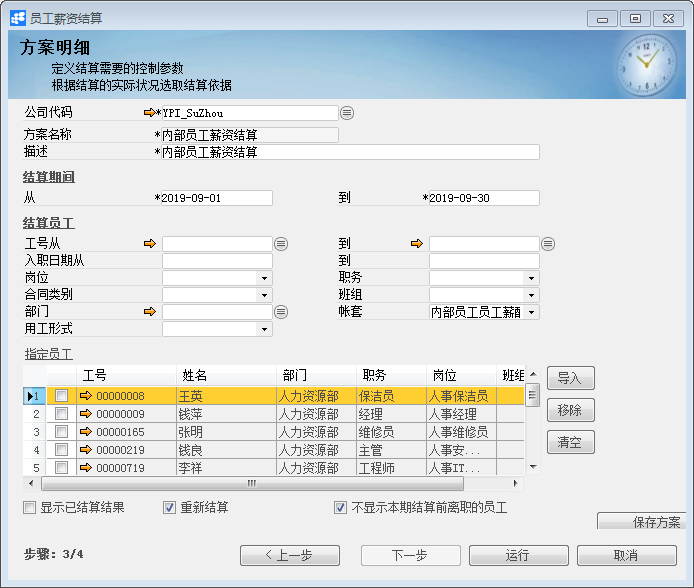 员工薪资结算
方案明细
定义结算需要的控制参数
根据结算的实际状况选取结算依据
公司代码 *YPI_SuZhou
方案名称 *内部员工薪资结算
描述 *内部员工薪资结算
结算期间
从 *2019-09-01 到 *2019-09-30
结算员工
工号从 到
入职日期从 到
岗位 职务
合同类别 班组
部门 帐套 内部员工员工薪酬
用工形式
指定员工
工号 姓名 部门 职务 岗位 班组
1 00000008 王英 人力资源部 保洁员 人事保洁员
2 00000009 钱萍 人力资源部 经理 人事经理
3 00000165 张明 人力资源部 维修员 人事维修员
4 00000219 钱良 人力资源部 主管 人事安...
5 00000719 李祥 人力资源部 工程师 人事IT...
导入
移除
清空
显示已结算结果 重新结算 不显示本期结算前离职的员工
保存方案
步骤: 3/4 < 上一步 下一步 运行 取消